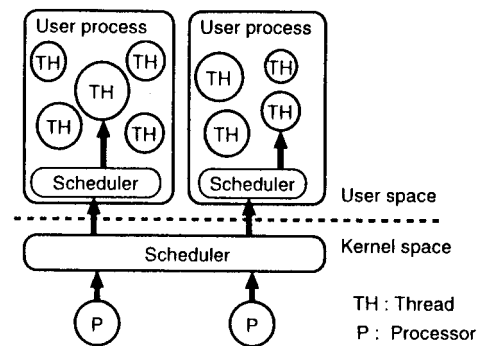 User process
User process
TH
TH
TH
TH
TH
TH
TH
TH
TH
Scheduler
Scheduler
User space
Kernel space
Scheduler
P
P
TH : Thread
P : Processor